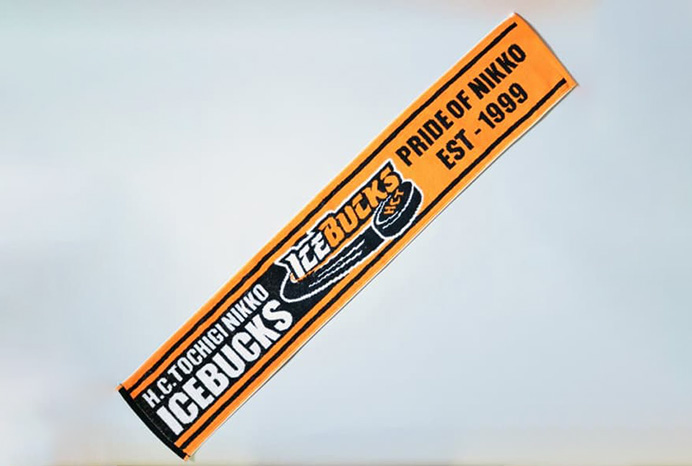 H.C.TOCHIGI NIKKO
ICEBUCKS
ICEBUCKS
H.C.T
PRIDE OF NIKKO
EST - 1999